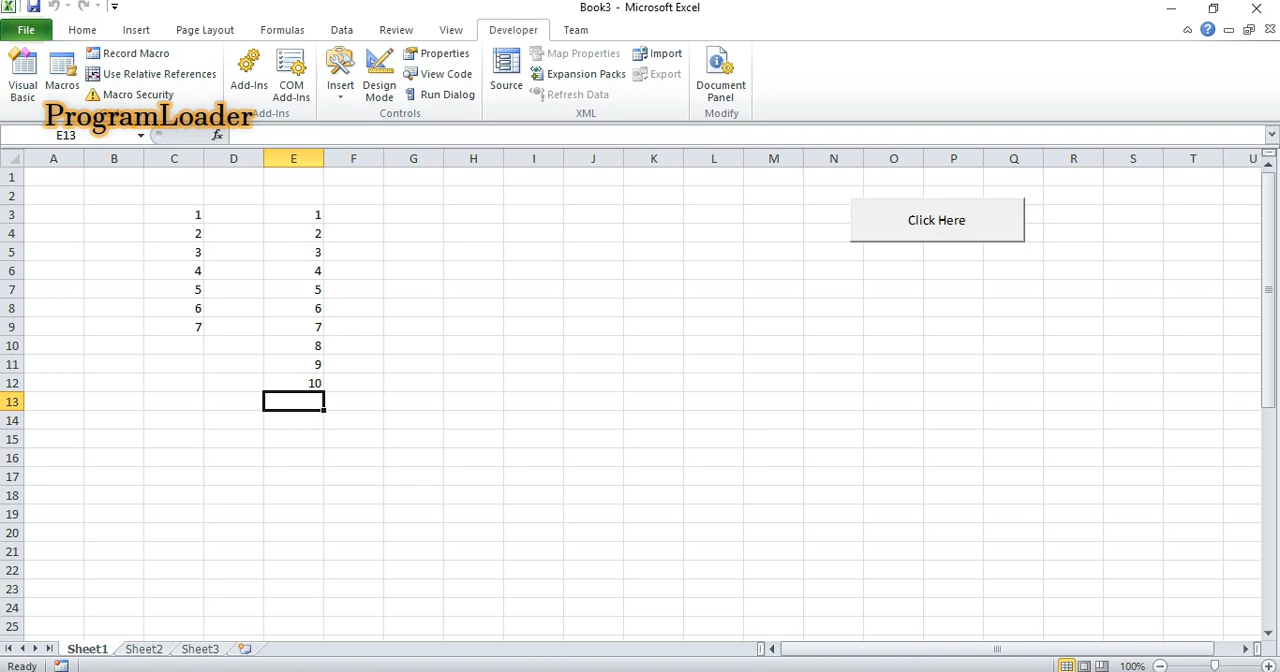 Book3 - Microsoft Excel
File Home Insert Page Layout Formulas Data Review View Developer Team
Visual Basic
Macros
Record Macro
Use Relative References
Macro Security
Add-Ins
COM Add-Ins
Add-Ins
Insert
Design Mode
Properties
View Code
Run Dialog
Controls
Source
Map Properties
Expansion Packs
Refresh Data
Import
Export
XML
Document Panel
Modify
ProgramLoader
E13 fx
A B C D E F G H I J K L M N O P Q R S T U
1
2
3 1 1 Click Here
4 2 2
5 3 3
6 4 4
7 5 5
8 6 6
9 7 7
10 8
11 9
12 10
13
14
15
16
17
18
19
20
21
22
23
24
25
Sheet1 Sheet2 Sheet3
Ready 100%